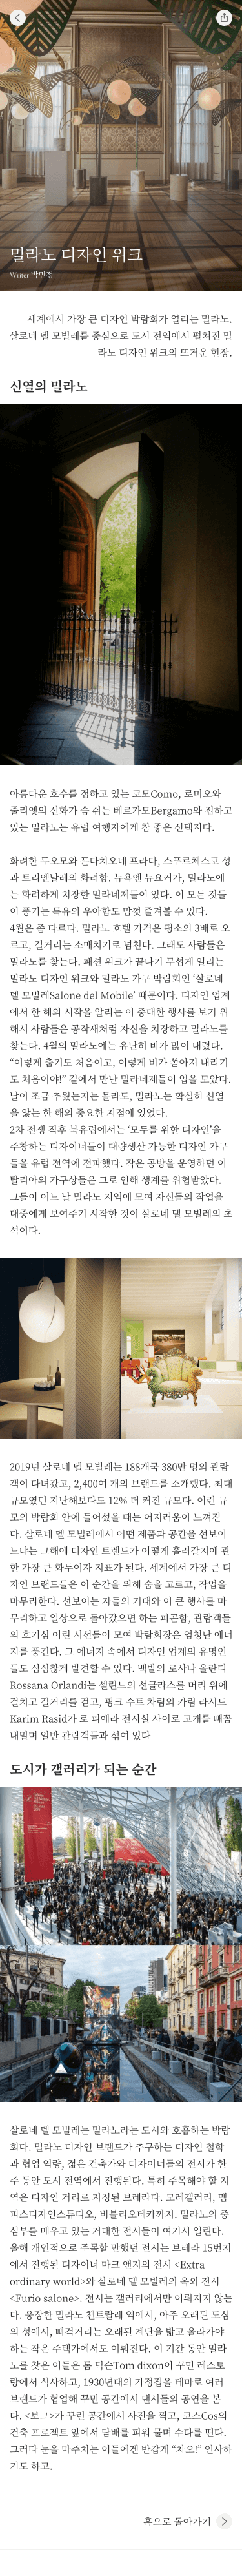 밀라노 디자인 위크
Writer 박민정
세계에서 가장 큰 디자인 박람회가 열리는 밀라노.
살로네 델 모빌레를 중심으로 도시 전역에서 펼쳐진 밀
라노 디자인 위크의 뜨거운 현장.
신열의 밀라노
아름다운 호수를 접하고 있는 코모Como, 로미오와
줄리엣의 신화가 숨 쉬는 베르가모Bergamo와 접하고
있는 밀라노는 유럽 여행자에게 참 좋은 선택지다.
화려한 두오모와 폰다치오네 프라다, 스푸르체스코 성
과 트리엔날레의 화려함. 뉴욕엔 뉴요커가, 밀라노에
는 화려하게 치장한 밀라네제들이 있다. 이 모든 것들
이 풍기는 특유의 우아함도 맘껏 즐겨볼 수 있다.
4월은 좀 다르다. 밀라노 호텔 가격은 평소의 3배로 오
르고, 길거리는 소매치기로 넘친다. 그래도 사람들은
밀라노를 찾는다. 패션 위크가 끝나기 무섭게 열리는
밀라노 디자인 위크와 밀라노 가구 박람회인 ‘살로네
델 모빌레Salone del Mobile’ 때문이다. 디자인 업계
에서 한 해의 시작을 알리는 이 중대한 행사를 보기 위
해서 사람들은 공작새처럼 자신을 치장하고 밀라노를
찾는다. 4월의 밀라노에는 유난히 비가 많이 내렸다.
“이렇게 춥기도 처음이고, 이렇게 비가 쏟아져 내리기
도 처음이야!” 길에서 만난 밀라네제들이 입을 모았다.
날이 조금 추웠는지는 몰라도, 밀라노는 확실히 신열
을 앓는 한 해의 중요한 지점에 있었다.
2차 전쟁 직후 북유럽에서는 ‘모두를 위한 디자인’을
주창하는 디자이너들이 대량생산 가능한 디자인 가구
들을 유럽 전역에 전파했다. 작은 공방을 운영하던 이
탈리아의 가구상들은 그로 인해 생계를 위협받았다.
그들이 어느 날 밀라노 지역에 모여 자신들의 작업을
대중에게 보여주기 시작한 것이 살로네 델 모빌레의 초
석이다.
2019년 살로네 델 모빌레는 188개국 380만 명의 관람
객이 다녀갔고, 2,400여 개의 브랜드를 소개했다. 최대
규모였던 지난해보다도 12% 더 커진 규모다. 이런 규
모의 박람회 안에 들어섰을 때는 어지러움이 느껴진
다. 살로네 델 모빌레에서 어떤 제품과 공간을 선보이
느냐는 그해에 디자인 트렌드가 어떻게 흘러갈지에 관
한 가장 큰 화두이자 지표가 된다. 세계에서 가장 큰 디
자인 브랜드들은 이 순간을 위해 숨을 고르고, 작업을
마무리한다. 선보이는 자들의 기대와 이 큰 행사를 마
무리하고 일상으로 돌아갔으면 하는 피곤함, 관람객들
의 호기심 어린 시선들이 모여 박람회장은 엄청난 에너
지를 풍긴다. 그 에너지 속에서 디자인 업계의 유명인
들도 심심찮게 발견할 수 있다. 백발의 로사나 올란디
Rossana Orlandi는 셀린느의 선글라스를 머리 위에
걸치고 길거리를 걷고, 핑크 수트 차림의 카림 라시드
Karim Rasid가 로 피에라 전시실 사이로 고개를 빼꼼
내밀며 일반 관람객들과 섞여 있다
도시가 갤러리가 되는 순간
살로네 델 모빌레는 밀라노라는 도시와 호흡하는 박람
회다. 밀라노 디자인 브랜드가 추구하는 디자인 철학
과 협업 역량, 젊은 건축가와 디자이너들의 전시가 한
주 동안 도시 전역에서 진행된다. 특히 주목해야 할 지
역은 디자인 거리로 지정된 브레라다. 모레갤러리, 멤
피스디자인스튜디오, 비블리오테카까지. 밀라노의 중
심부를 메우고 있는 거대한 전시들이 여기서 열린다.
올해 개인적으로 주목할 만했던 전시는 브레라 15번지
에서 진행된 디자이너 마크 앤지의 전시 <Extra
ordinary world>와 살로네 델 모빌레의 옥외 전시
<Furio salone>. 전시는 갤러리에서만 이뤄지지 않는
다. 웅장한 밀라노 첸트랄레 역에서, 아주 오래된 도심
의 성에서, 삐걱거리는 오래된 계단을 밟고 올라가야
하는 작은 주택가에서도 이뤄진다. 이 기간 동안 밀라
노를 찾은 이들은 톰 딕슨Tom dixon이 꾸민 레스토
랑에서 식사하고, 1930년대의 가정집을 테마로 여러
브랜드가 협업해 꾸민 공간에서 댄서들의 공연을 본
다. <보그>가 꾸린 공간에서 사진을 찍고, 코스Cos의
건축 프로젝트 앞에서 담배를 피워 물며 수다를 떤다.
그러다 눈을 마주치는 이들에겐 반갑게 “차오!” 인사하
기도 하고.
홈으로 돌아가기